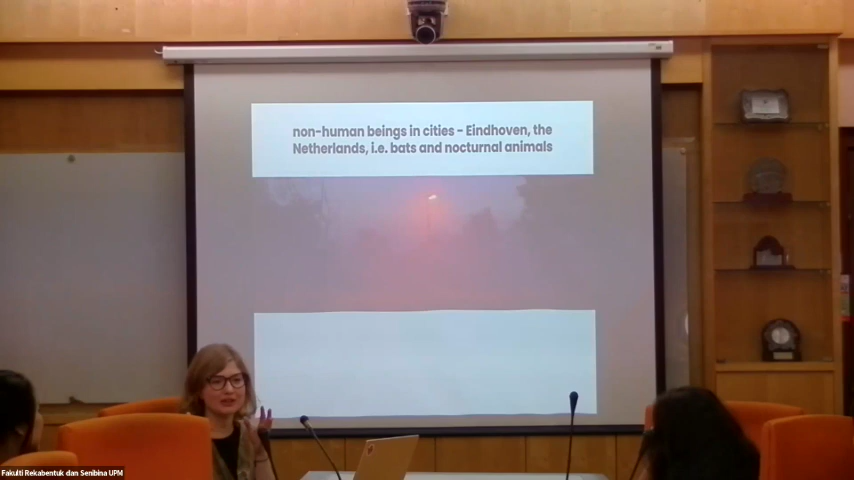 non-human beings in cities - Eindhoven, the
Netherlands, i.e. bats and nocturnal animals
Fakulti Rekabentuk dan Senibina UPM